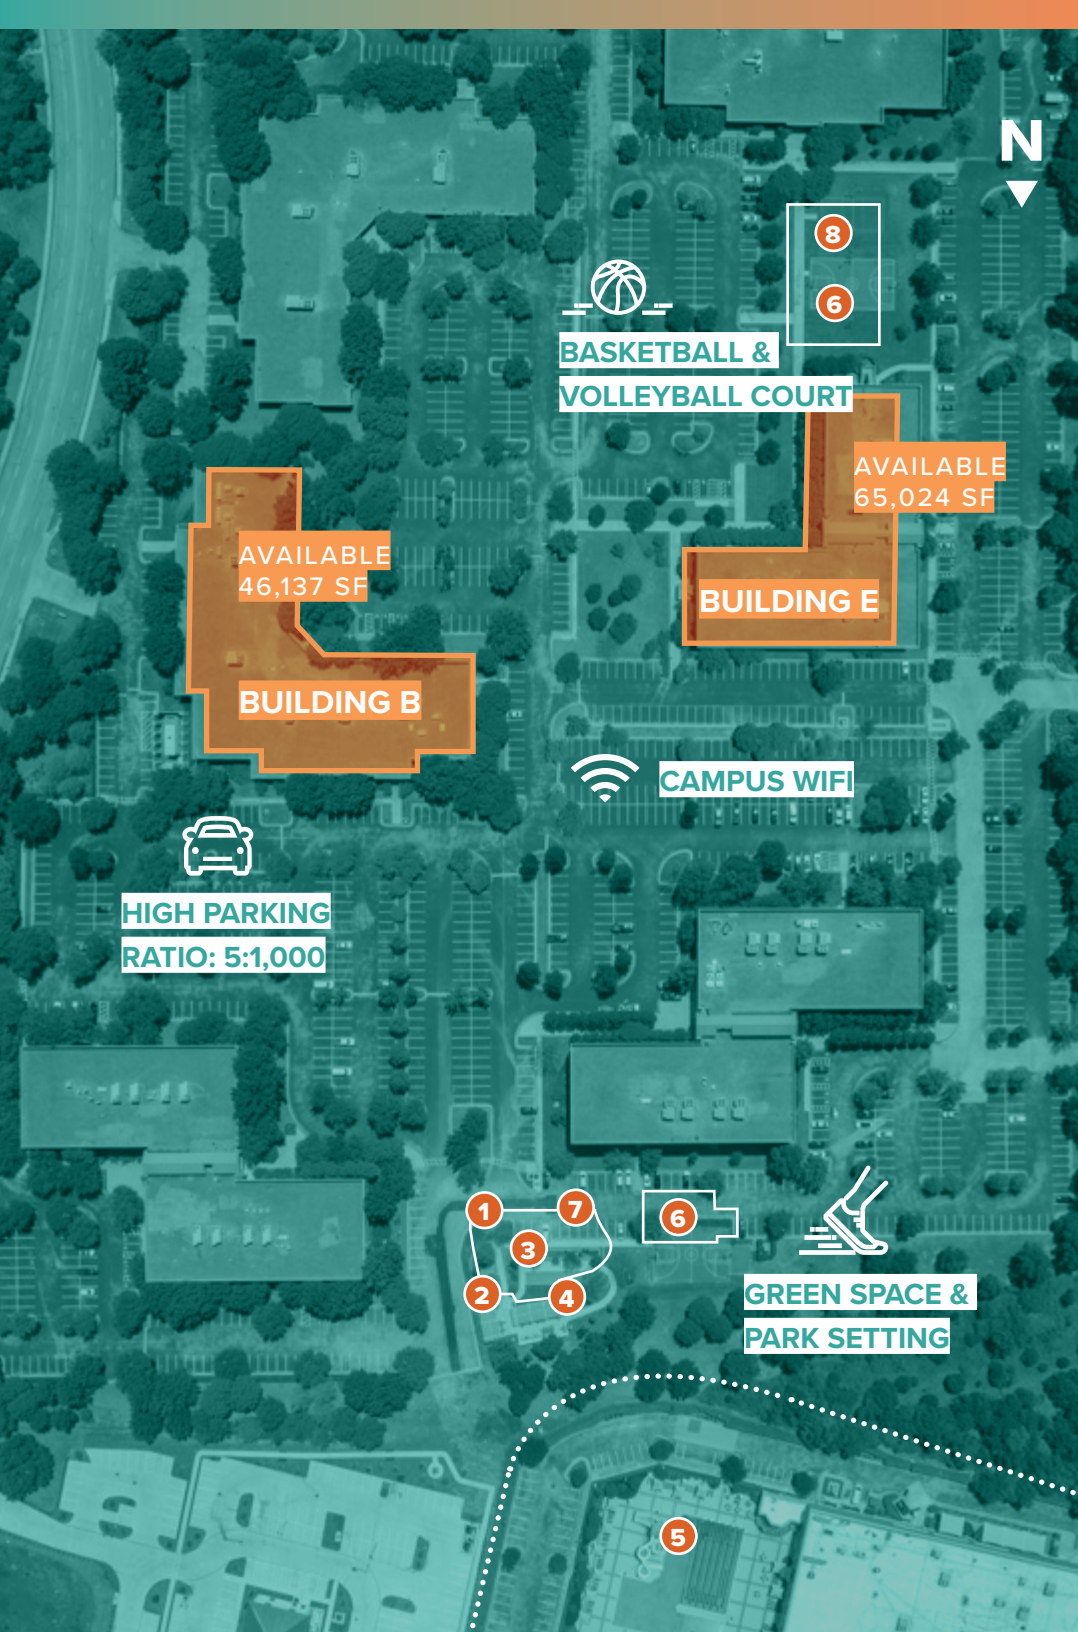 N
8
6
BASKETBALL &
VOLLEYBALL COURT
AVAILABLE
65,024 SF
BUILDING E
AVAILABLE
46,137 SF
BUILDING B
CAMPUS WIFI
HIGH PARKING
RATIO: 5:1,000
1
7
6
3
2
4
GREEN SPACE &
PARK SETTING
5